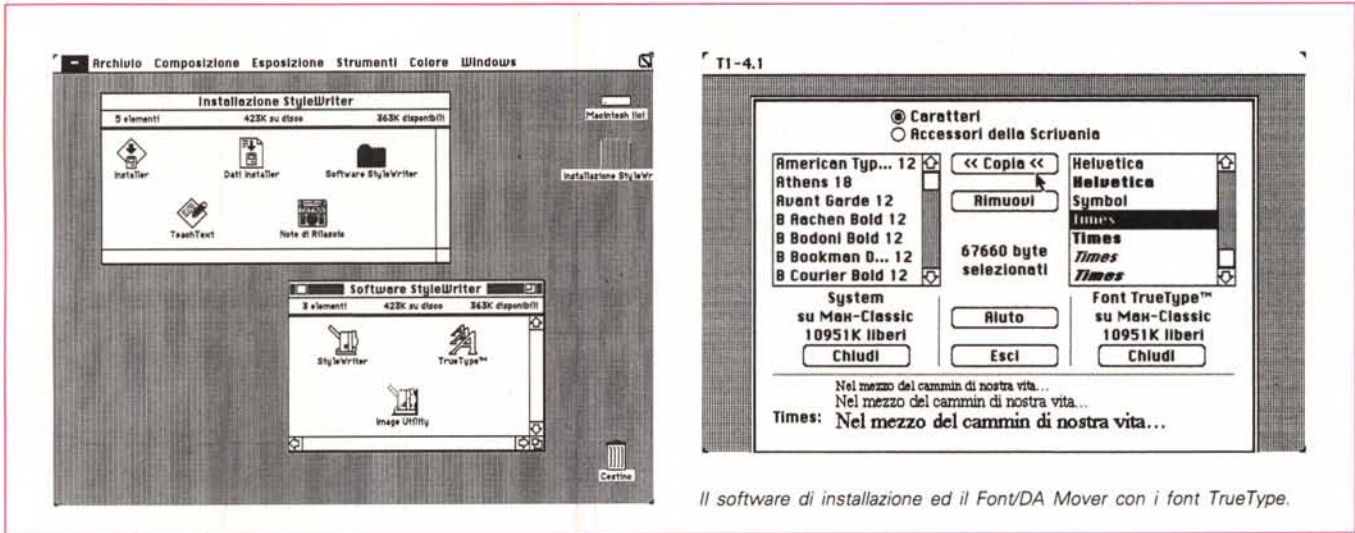 Archivio Composizione Esposizione Strumenti Colore Windows
Installazione StyleWriter
5 elementi 423K su disco 363K disponibili
Installer
Dati Installer
Software StyleWriter
TeachText
Note di Rilascio
Macintosh IIci
Installazione StyleWr
Software StyleWriter
3 elementi 423K su disco 363K disponibili
StyleWriter
TrueType™
Image Utility
Cestino
T1-4.1
Caratteri
Accessori della Scrivania
American Typ... 12
Athens 18
Avant Garde 12
B Aachen Bold 12
B Bodoni Bold 12
B Bookman D... 12
B Courier Bold 12
<< Copia <<
Rimuovi
67660 byte
selezionati
Helvetica
Helvetica
Symbol
Times
Times
Times
Times
System
su Max-Classic
10951K liberi
Chiudi
Aiuto
Esci
Font TrueType™
su Max-Classic
10951K liberi
Chiudi
Nel mezzo del cammin di nostra vita...
Nel mezzo del cammin di nostra vita...
Times: Nel mezzo del cammin di nostra vita...
Il software di installazione ed il Font/DA Mover con i font TrueType.